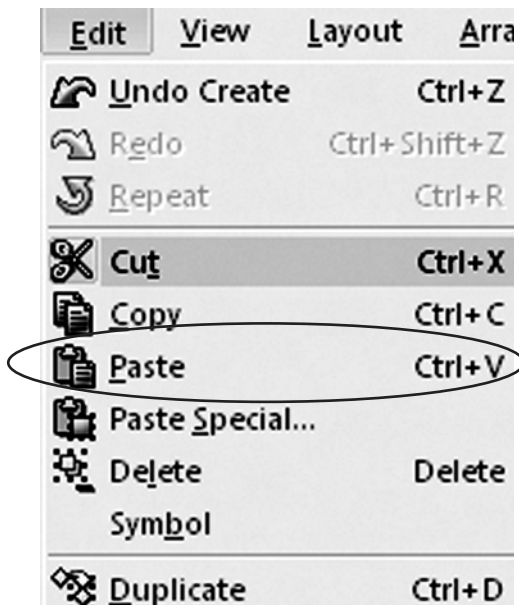 Edit View Layout Arra
Undo Create Ctrl+Z
Redo Ctrl+Shift+Z
Repeat Ctrl+R
Cut Ctrl+X
Copy Ctrl+C
Paste Ctrl+V
Paste Special...
Delete Delete
Symbol
Duplicate Ctrl+D